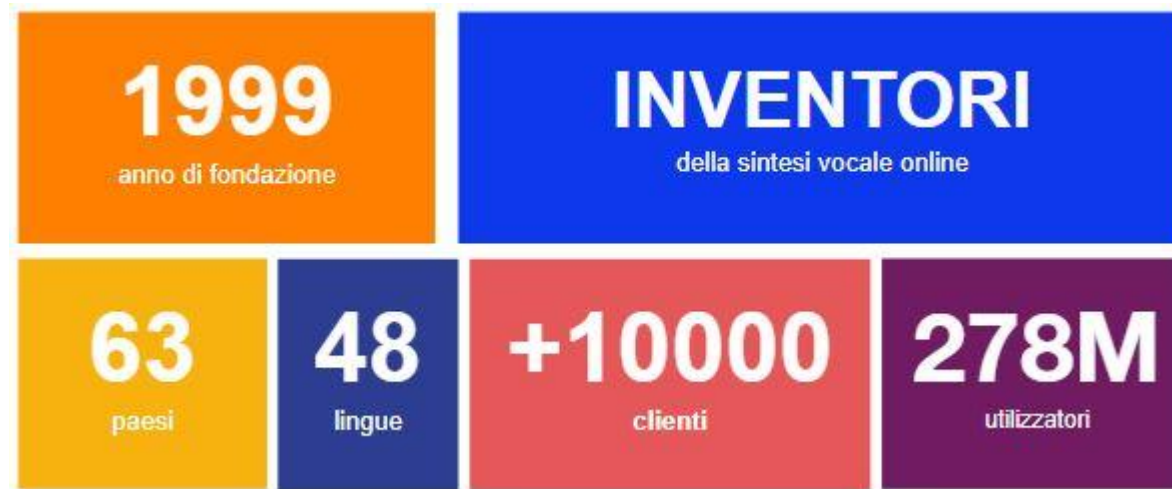 1999
anno di fondazione
INVENTORI
della sintesi vocale online
63
paesi
48
lingue
+10000
clienti
278M
utilizzatori